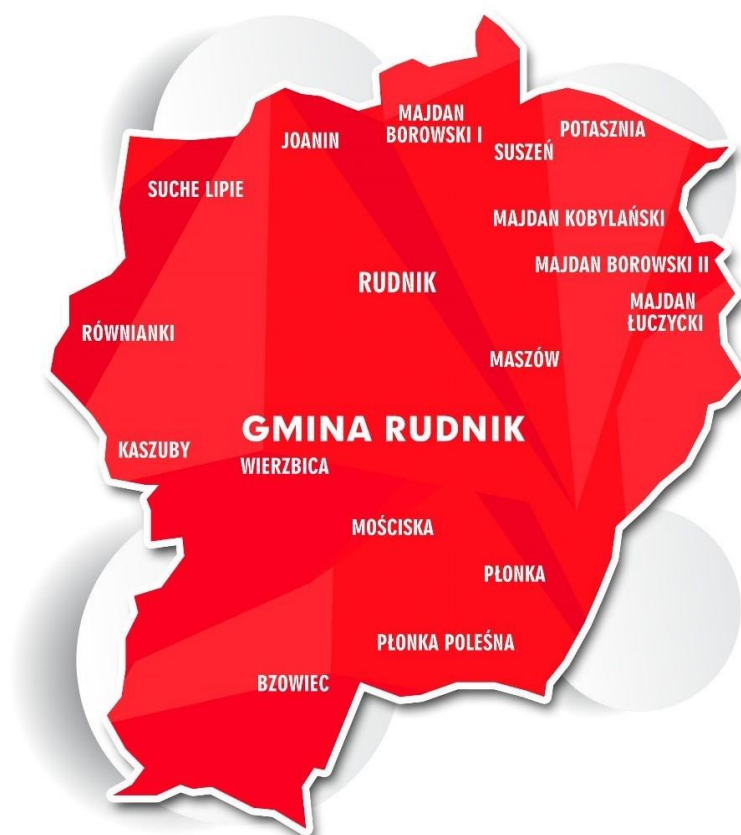 MAJDAN
BOROWSKI I
JOANIN
SUSZEŃ
POTASZNIA
SUCHE LIPIE
MAJDAN KOBYLAŃSKI
MAJDAN BOROWSKI II
RUDNIK
MAJDAN
ŁUCZYCKI
RÓWNIANKI
MASZÓW
GMINA RUDNIK
KASZUBY
WIERZBICA
MOŚCISKA
PŁONKA
PŁONKA POLEŚNA
BZOWIEC